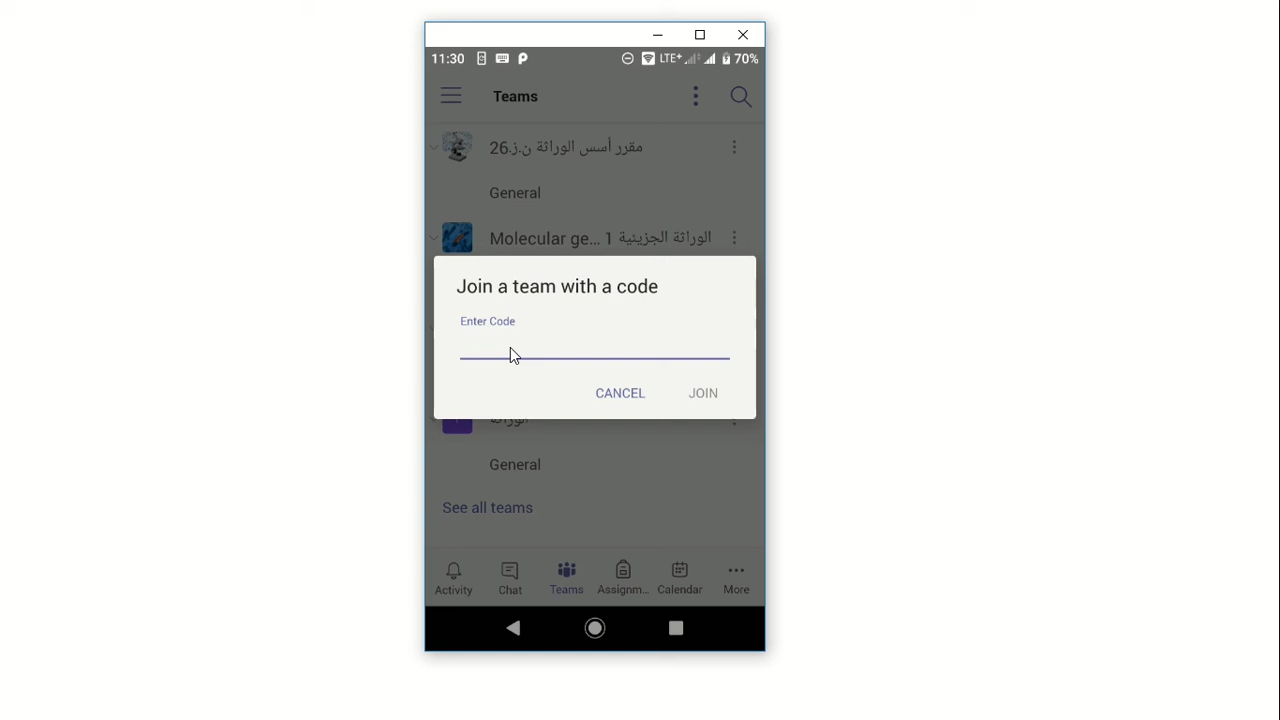 11:30
LTE+
70%
Teams
مقرر أسس الوراثة ن.ز.26
General
Molecular ge... الوراثة الجزيئية 1
Join a team with a code
Enter Code
CANCEL
JOIN
الوراثة
General
See all teams
Activity
Chat
Teams
Assignm...
Calendar
More